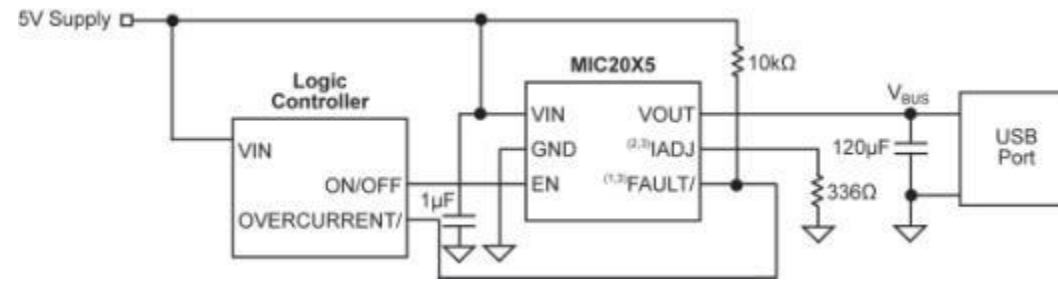 5V Supply
Logic
Controller
VIN
ON/OFF
OVERCURRENT/
1µF
MIC20X5
VIN
GND
EN
VOUT
(2,3)IADJ
(1,3)FAULT/
10kΩ
336Ω
VBUS
120µF
USB
Port